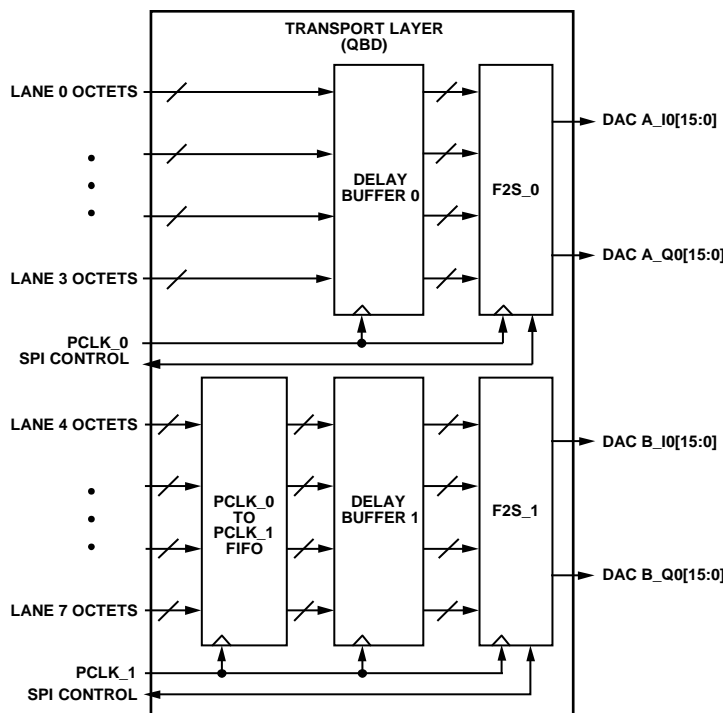 TRANSPORT LAYER
(QBD)
LANE 0 OCTETS
LANE 3 OCTETS
DELAY
BUFFER 0
F2S_0
DAC A_I0[15:0]
DAC A_Q0[15:0]
PCLK_0
SPI CONTROL
LANE 4 OCTETS
LANE 7 OCTETS
PCLK_0
TO
PCLK_1
FIFO
DELAY
BUFFER 1
F2S_1
DAC B_I0[15:0]
DAC B_Q0[15:0]
PCLK_1
SPI CONTROL